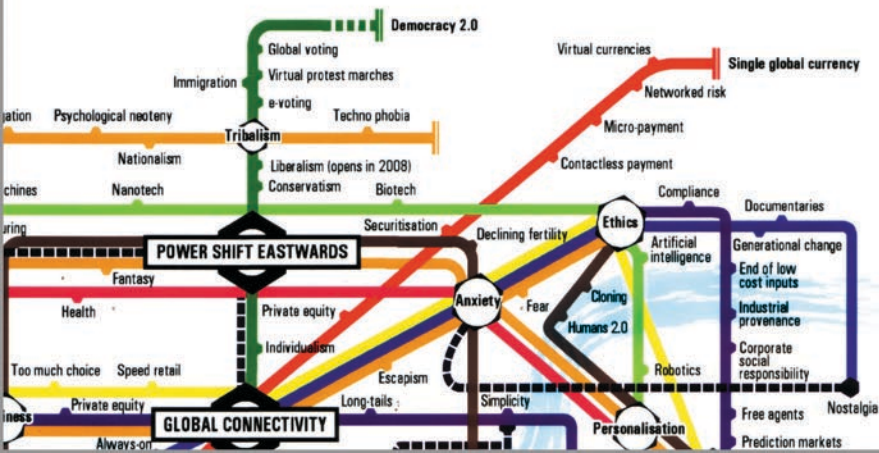 Democracy 2.0
Global voting
Virtual currencies
Single global currency
Immigration
Virtual protest marches
Networked risk
e-voting
Psychological neoteny
Techno phobia
Micro-payment
Tribalism
Nationalism
Contactless payment
Liberalism (opens in 2008)
Conservatism
chines
Nanotech
Biotech
Compliance
Documentaries
Ethics
Securitisation
Declining fertility
uring
POWER SHIFT EASTWARDS
Artificial
intelligence
Generational change
End of low
cost inputs
Fantasy
Cloning
Health
Anxiety
Fear
Private equity
Humans 2.0
Industrial
provenance
Individualism
Corporate
social
responsibility
Too much choice
Speed retail
Escapism
Robotics
Private equity
Long-tails
Simplicity
Nostalgia
iness
GLOBAL CONNECTIVITY
Personalisation
Free agents
Always-on
Prediction markets